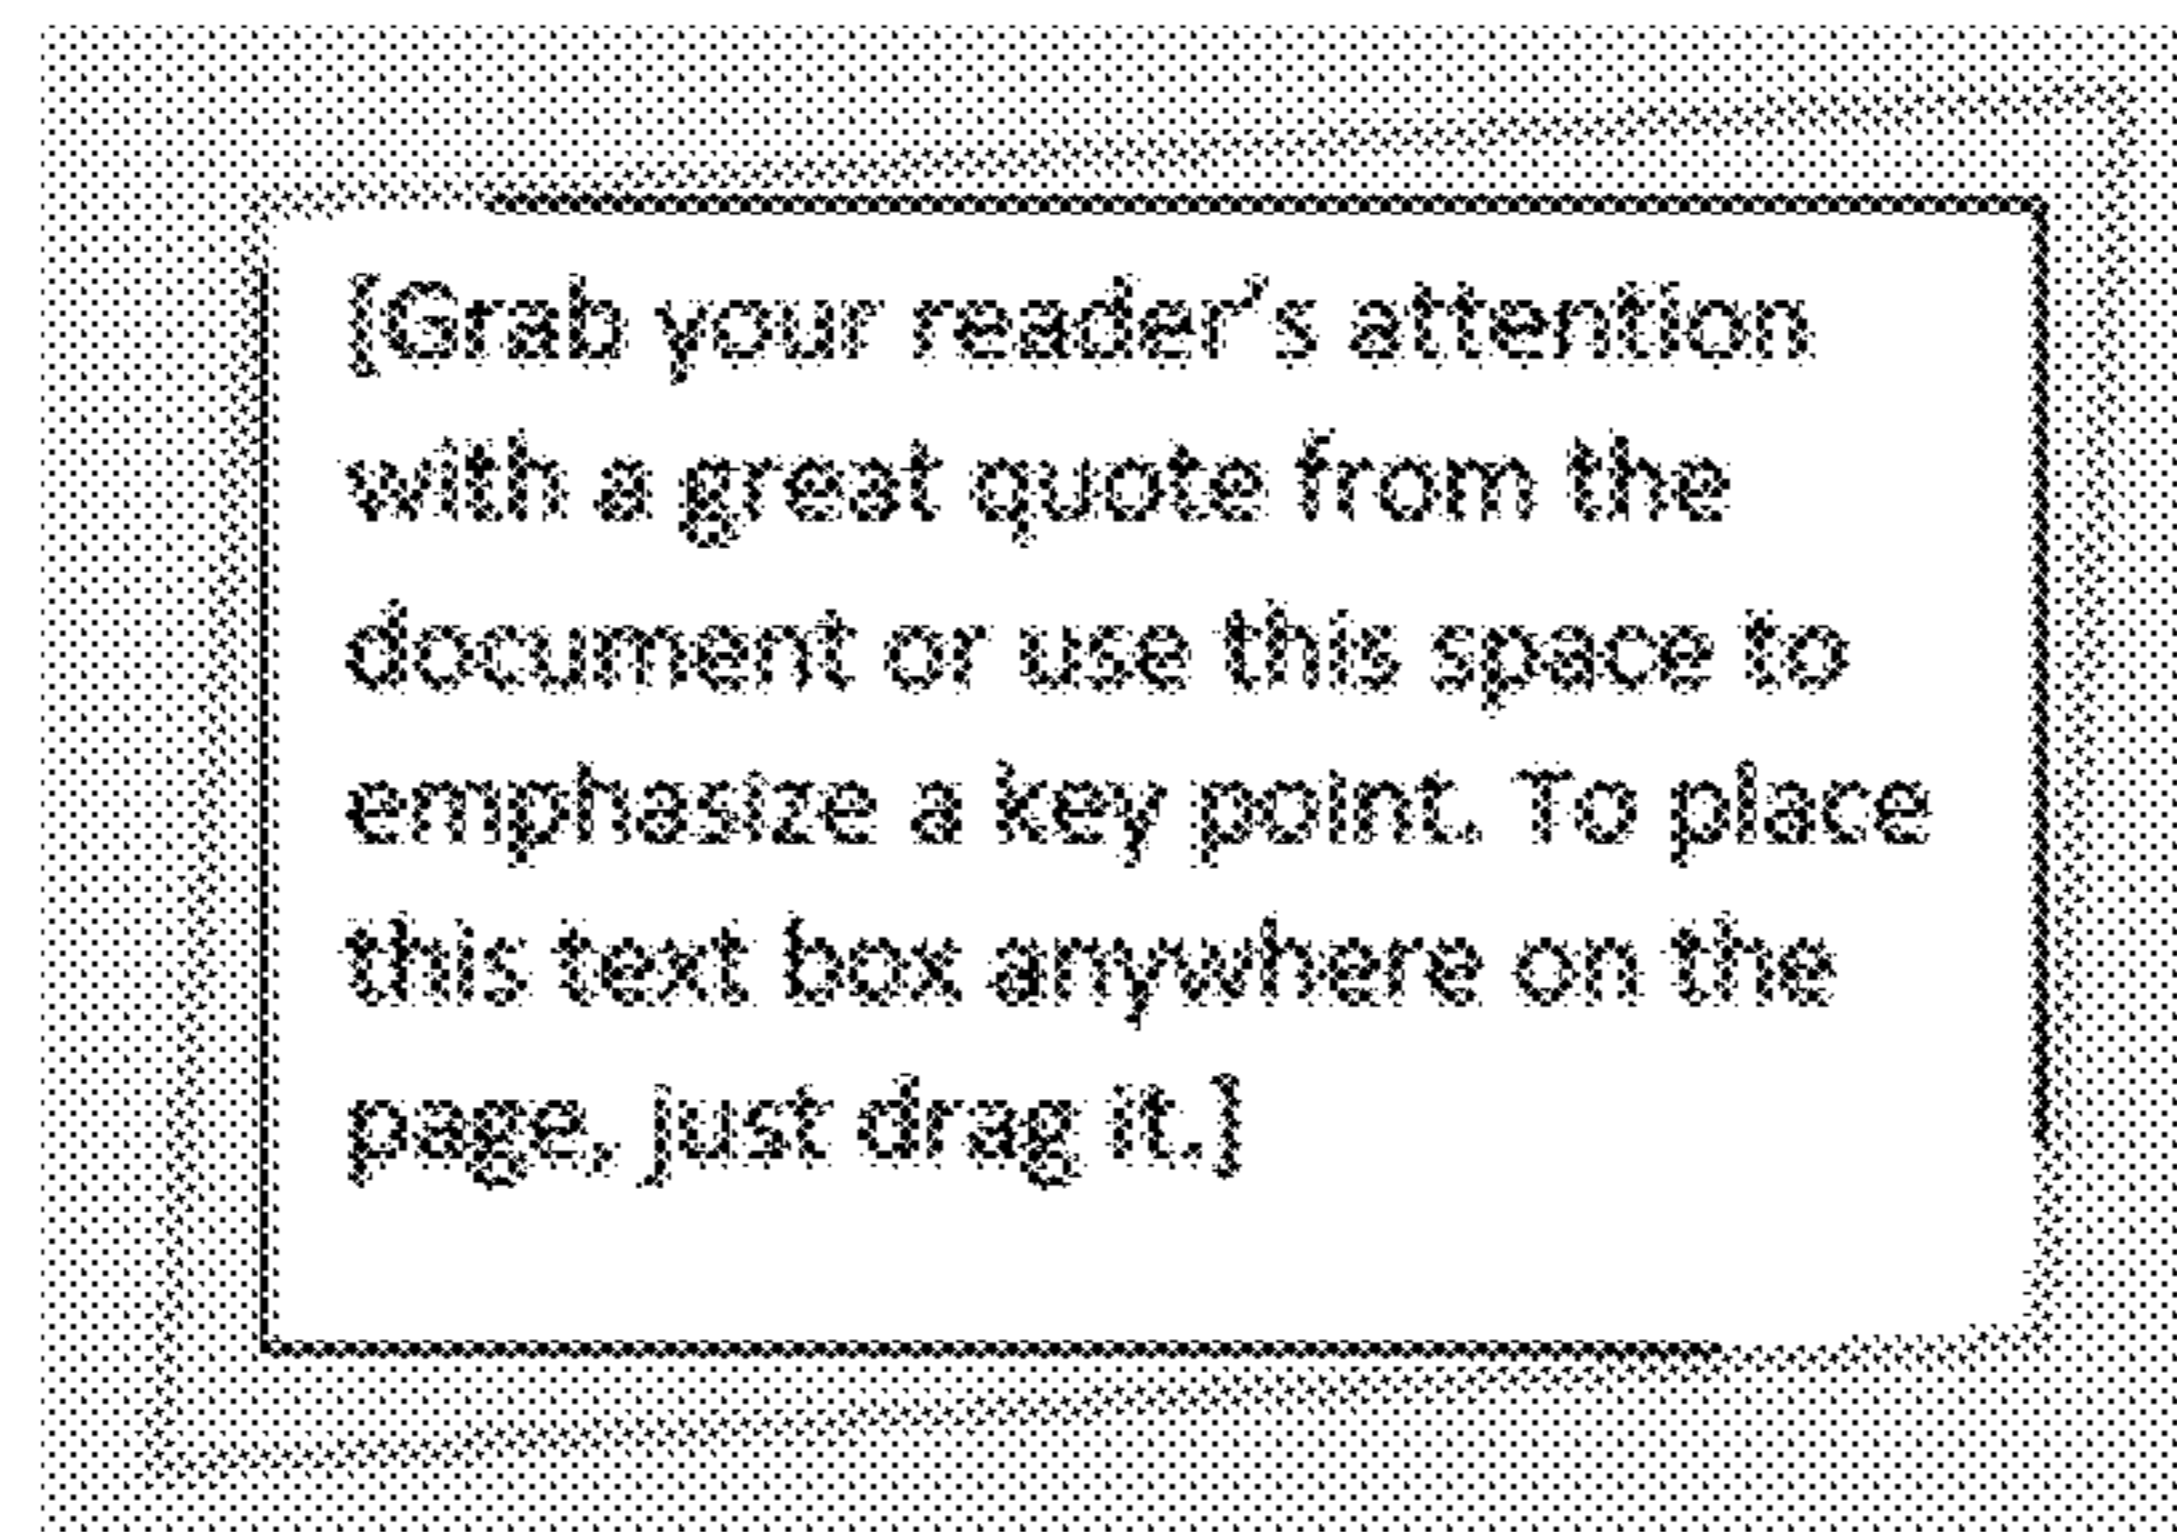 [Grab your reader’s attention
with a great quote from the
document or use this space to
emphasize a key point. To place
this text box anywhere on the
page, just drag it.]